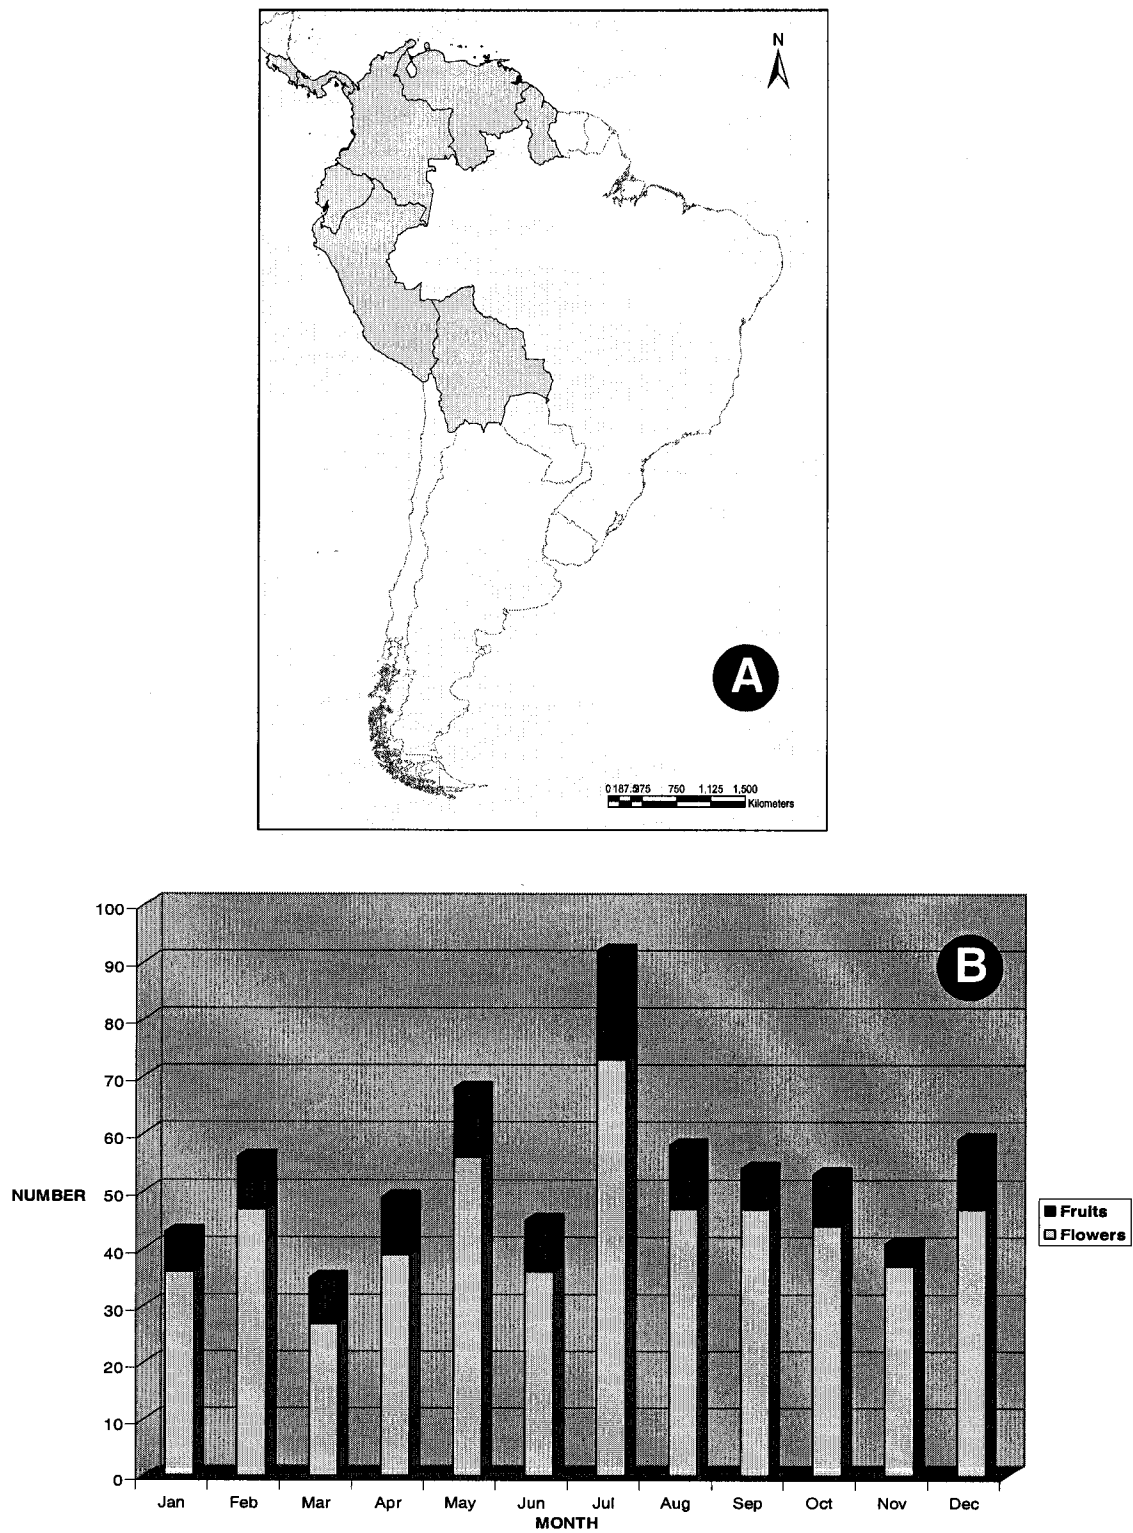 N
A
0 187.5 375 750 1,125 1,500
Kilometers
B
100
90
80
70
60
50
40
30
20
10
0
NUMBER
Fruits
Flowers
Jan Feb Mar Apr May Jun Jul Aug Sep Oct Nov Dec
MONTH